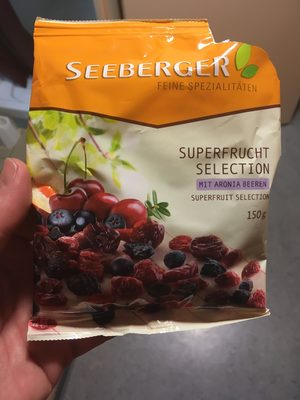 SEEBERGER
FEINE SPEZIALITÄTEN
SUPERFRUCHT
SELECTION
MIT ARONIA BEEREN
SUPERFRUIT SELECTION
150g